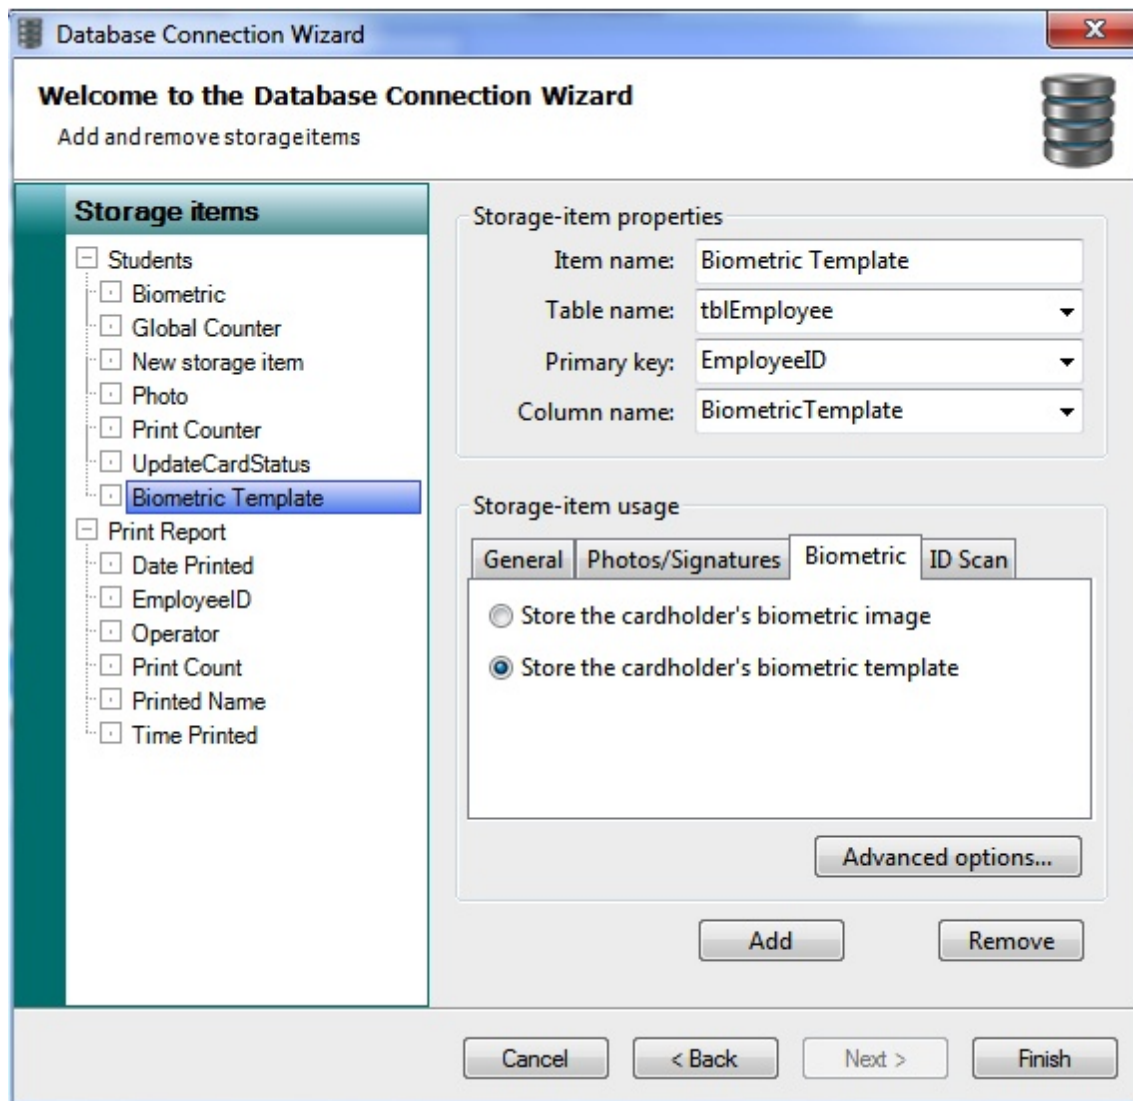 Database Connection Wizard
X
Welcome to the Database Connection Wizard
Add and remove storage items
Storage items
Students
Biometric
Global Counter
New storage item
Photo
Print Counter
UpdateCardStatus
Biometric Template
Print Report
Date Printed
EmployeeID
Operator
Print Count
Printed Name
Time Printed
Storage-item properties
Item name: Biometric Template
Table name: tblEmployee
Primary key: EmployeeID
Column name: BiometricTemplate
Storage-item usage
General Photos/Signatures Biometric ID Scan
Store the cardholder's biometric image
Store the cardholder's biometric template
Advanced options...
Add Remove
Cancel < Back Next > Finish